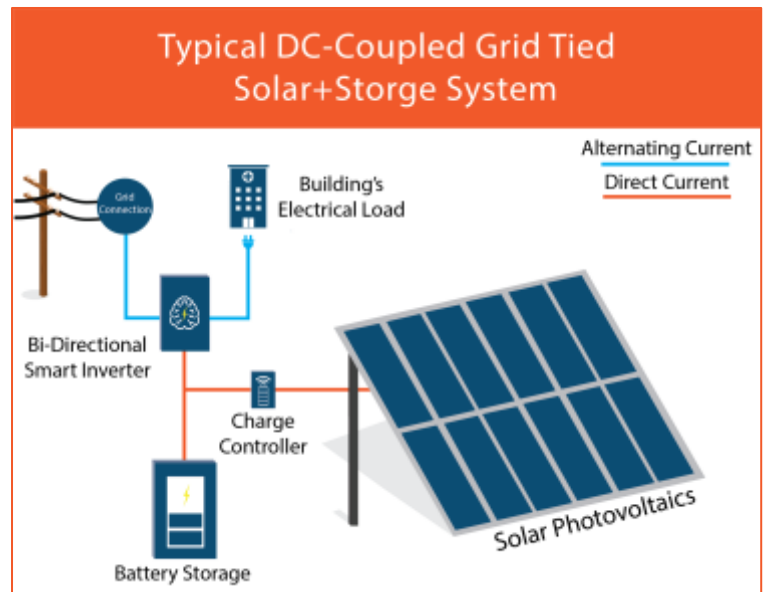 Typical DC-Coupled Grid Tied
Solar+Storge System
Alternating Current
Direct Current
Grid
Connection
Building's
Electrical Load
Bi-Directional
Smart Inverter
Charge
Controller
Solar Photovoltaics
Battery Storage